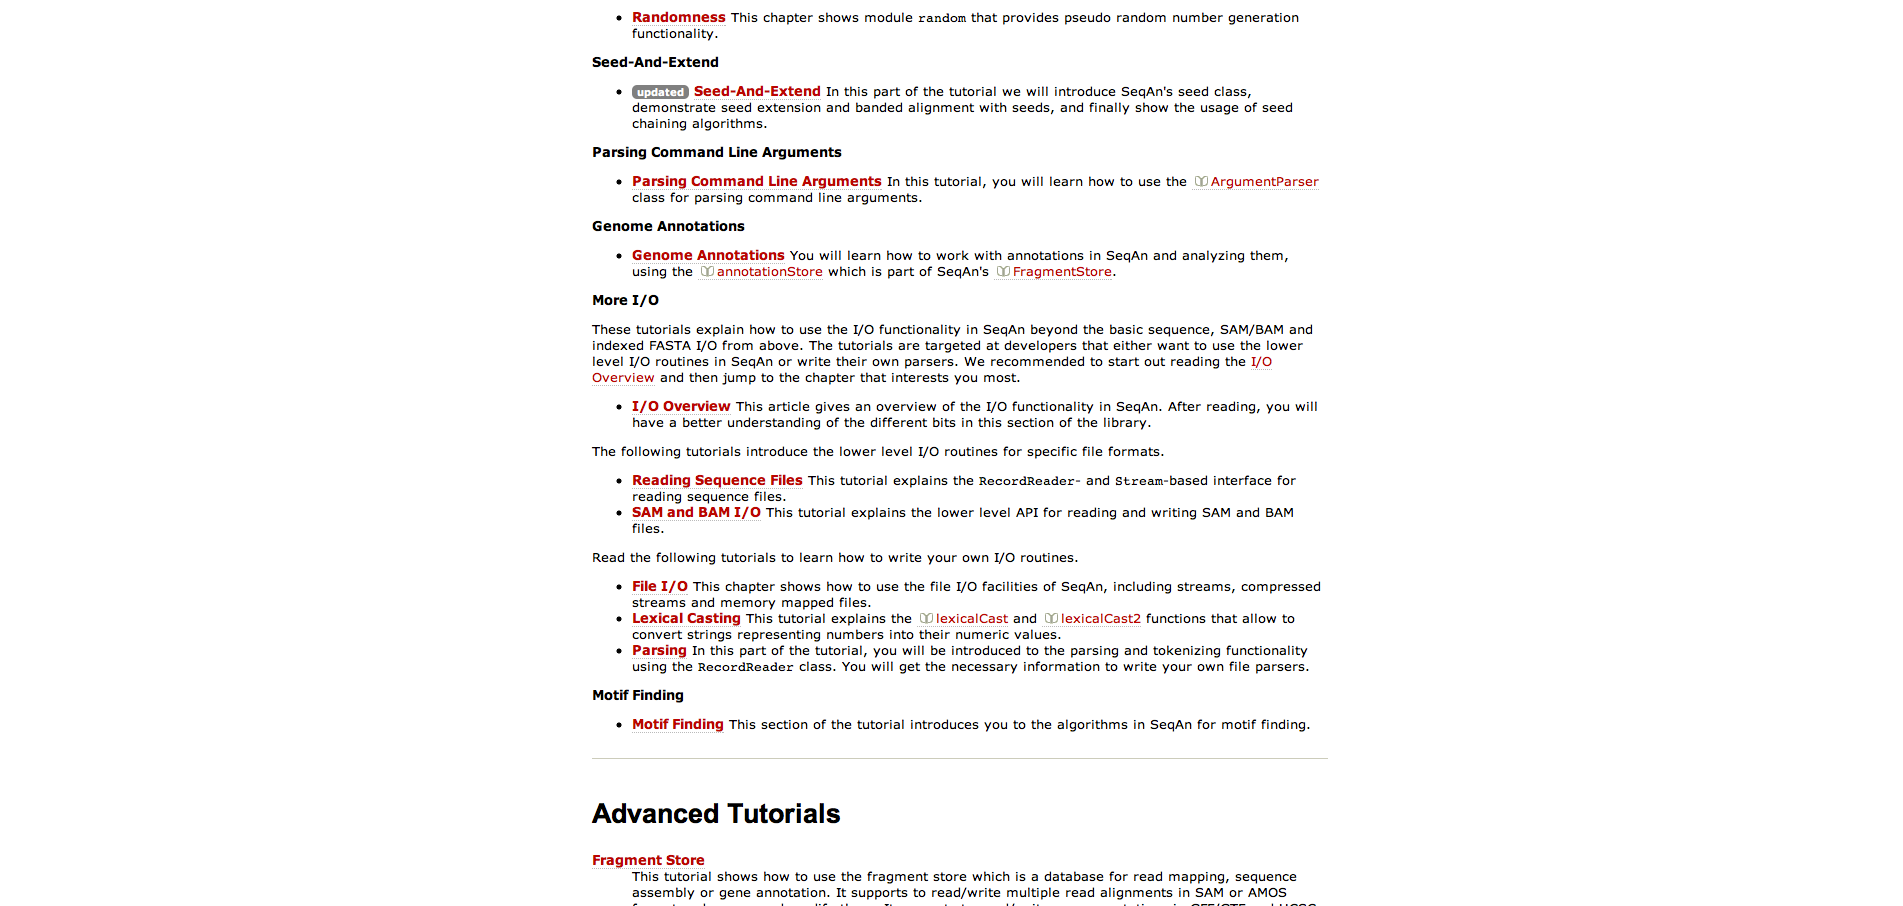 Randomness This chapter shows module random that provides pseudo random number generation
functionality.
Seed-And-Extend
updated Seed-And-Extend In this part of the tutorial we will introduce SeqAn's seed class,
demonstrate seed extension and banded alignment with seeds, and finally show the usage of seed
chaining algorithms.
Parsing Command Line Arguments
Parsing Command Line Arguments In this tutorial, you will learn how to use the ArgumentParser
class for parsing command line arguments.
Genome Annotations
Genome Annotations You will learn how to work with annotations in SeqAn and analyzing them,
using the annotationStore which is part of SeqAn's FragmentStore.
More I/O
These tutorials explain how to use the I/O functionality in SeqAn beyond the basic sequence, SAM/BAM and
indexed FASTA I/O from above. The tutorials are targeted at developers that either want to use the lower
level I/O routines in SeqAn or write their own parsers. We recommended to start out reading the I/O
Overview and then jump to the chapter that interests you most.
I/O Overview This article gives an overview of the I/O functionality in SeqAn. After reading, you will
have a better understanding of the different bits in this section of the library.
The following tutorials introduce the lower level I/O routines for specific file formats.
Reading Sequence Files This tutorial explains the RecordReader- and Stream-based interface for
reading sequence files.
SAM and BAM I/O This tutorial explains the lower level API for reading and writing SAM and BAM
files.
Read the following tutorials to learn how to write your own I/O routines.
File I/O This chapter shows how to use the file I/O facilities of SeqAn, including streams, compressed
streams and memory mapped files.
Lexical Casting This tutorial explains the lexicalCast and lexicalCast2 functions that allow to
convert strings representing numbers into their numeric values.
Parsing In this part of the tutorial, you will be introduced to the parsing and tokenizing functionality
using the RecordReader class. You will get the necessary information to write your own file parsers.
Motif Finding
Motif Finding This section of the tutorial introduces you to the algorithms in SeqAn for motif finding.
Advanced Tutorials
Fragment Store
This tutorial shows how to use the fragment store which is a database for read mapping, sequence
assembly or gene annotation. It supports to read/write multiple read alignments in SAM or AMOS